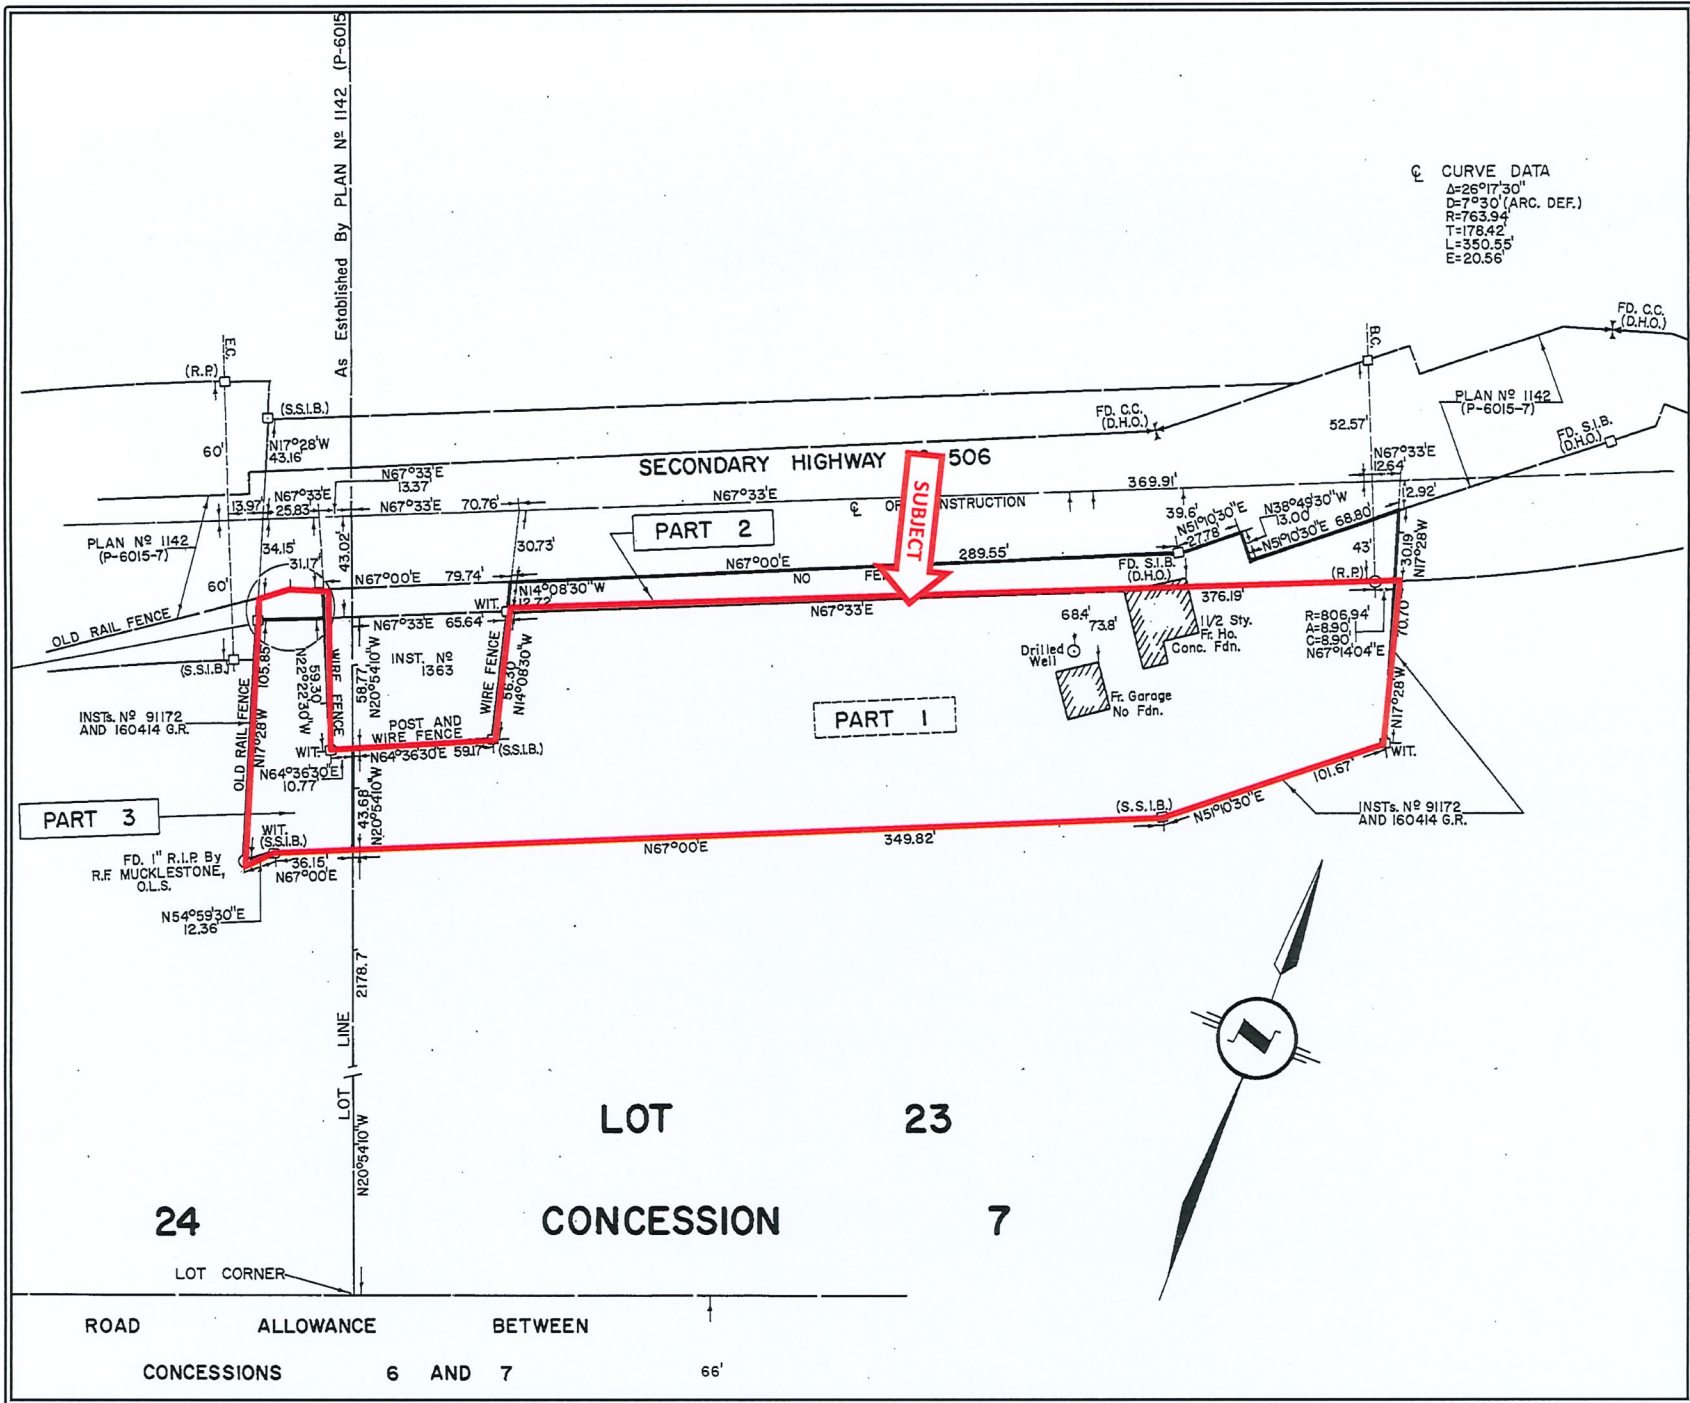 As Established By PLAN Nº 1142 (P-6015
℄ CURVE DATA
Δ=26°17'30"
D=7°30' (ARC. DEF.)
R=763.94'
T=178.42'
L=350.55'
E=20.56'
FD. C.C.
(D.H.O.)
E.C.
B.C.
(R.P.)
(S.S.I.B.)
FD. C.C.
(D.H.O.)
PLAN Nº 1142
(P-6015-7)
52.57'
FD. S.I.B.
(D.H.O.)
60'
N17°28'W
43.16'
SECONDARY HIGHWAY 506
N67°33'E
12.64'
N67°33'E
13.37'
13.97'
N67°33'E
25.83'
N67°33'E 70.76'
N67°33'E
369.91'
2.92'
℄ OF
NSTRUCTION
SUBJECT
39.6'
N51°10'30"E
27.78'
N38°49'30"W
13.00'
N51°10'30"E 68.80'
PLAN Nº 1142
(P-6015-7)
34.15'
43.02'
30.73'
PART 2
43'
30.19'
N17°28'W
31.17'
60'
N67°00'E 79.74'
N67°00'E
289.55'
NO FE
FD. S.I.B.
(D.H.O.)
(R.P.)
N14°08'30"W
12.72'
WIT.
OLD RAIL FENCE
N67°33'E 65.64'
N67°33'E
376.19'
R=806.94'
A=8.90'
C=8.90'
N67°14'04"E
70.70'
N17°28'W
68.4'
73.8'
1 1/2 Sty.
Fr. Ho.
Conc. Fdn.
Drilled
Well
(S.S.I.B.)
105.85'
N17°28'W
OLD RAIL FENCE
N22°22'30"W
59.30'
WIRE FENCE
58.77'
N20°54'10"W
INST. Nº
1363
WIRE FENCE
56.30'
N14°08'30"W
Fr. Garage
No Fdn.
INSTs. Nº 91172
AND 160414 G.R.
PART 1
POST AND
WIRE FENCE
WIT.
N64°36'30"E 59.17'
(S.S.I.B.)
WIT.
N64°36'30"E
10.77'
101.67'
N51°10'30"E
43.68'
N20°54'10"W
PART 3
(S.S.I.B.)
INSTs. Nº 91172
AND 160414 G.R.
WIT.
(S.S.I.B.)
349.82'
N67°00'E
FD. 1" R.I.P. By
R.F. MUCKLESTONE,
O.L.S.
36.15'
N67°00'E
N54°59'30"E
12.36'
2178.7'
LOT LINE
N20°54'10"W
LOT 23
24 CONCESSION 7
LOT CORNER
ROAD ALLOWANCE BETWEEN
CONCESSIONS 6 AND 7 66'